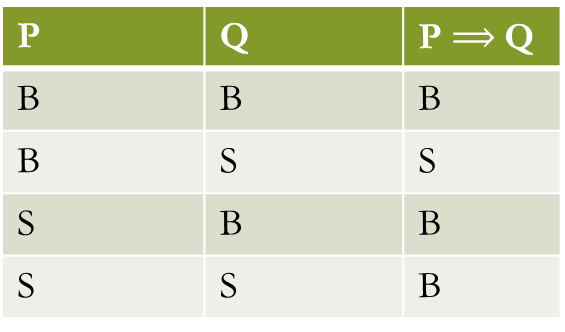 P Q P ⟹ Q
B B B
B S S
S B B
S S B